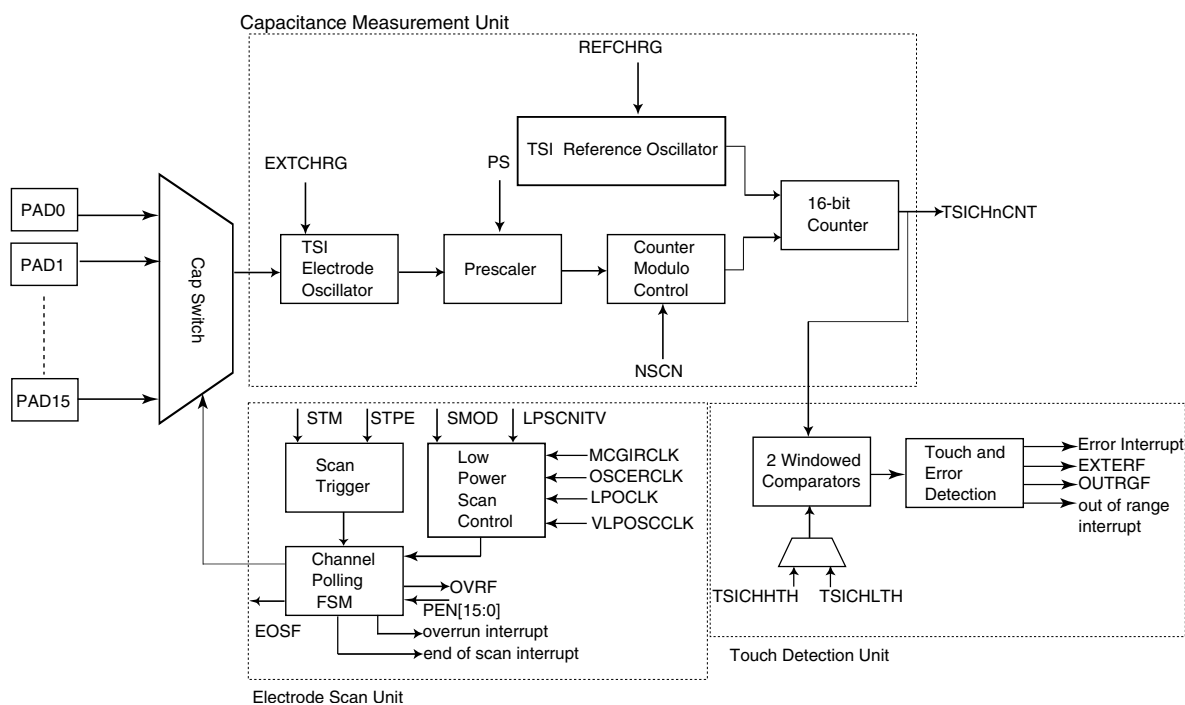 Capacitance Measurement Unit
REFCHRG
TSI Reference Oscillator
EXTCHRG
PS
PAD0
PAD1
PAD15
Cap Switch
TSI
Electrode
Oscillator
Prescaler
Counter
Modulo
Control
16-bit
Counter
TSICHnCNT
NSCN
STM
STPE
SMOD
LPSCNITV
Scan
Trigger
Low
Power
Scan
Control
MCGIRCLK
OSCERCLK
LPOCLK
VLPOSCCLK
Channel
Polling
FSM
OVRF
PEN[15:0]
EOSF
overrun interrupt
end of scan interrupt
Electrode Scan Unit
2 Windowed
Comparators
Touch and
Error
Detection
Error Interrupt
EXTERF
OUTRGF
out of range
interrupt
TSICHHTH
TSICHLTH
Touch Detection Unit